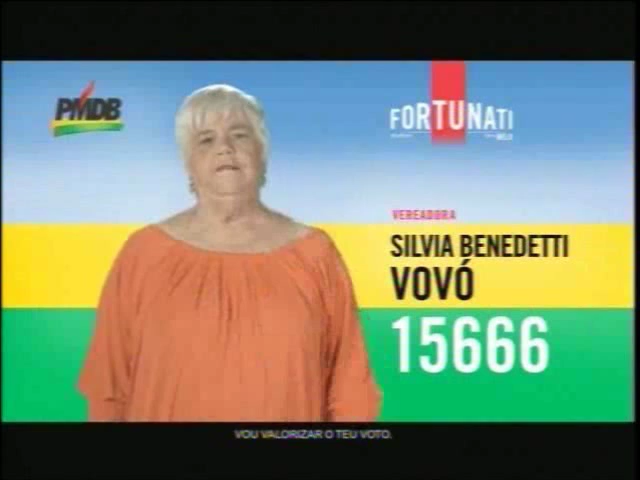 PMDB
FORTUNATI
VEREADORA
SILVIA BENEDETTI
VOVÓ
15666
VOU VALORIZAR O TEU VOTO.